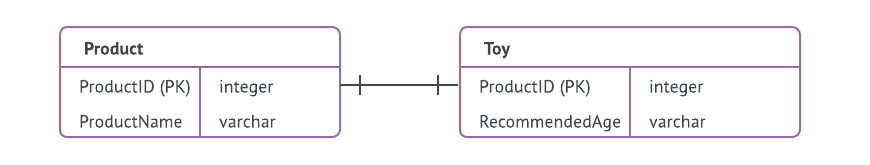 Product
ProductID (PK) integer
ProductName varchar
Toy
ProductID (PK) integer
RecommendedAge varchar